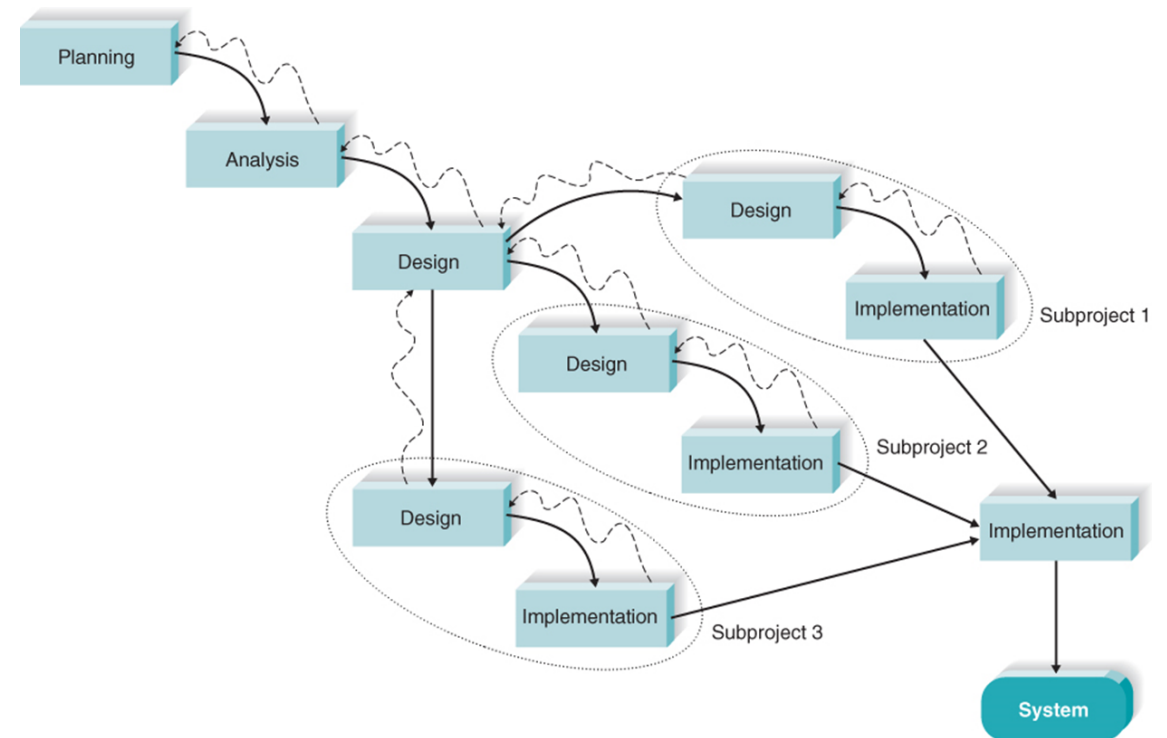 Planning
Analysis
Design
Design
Implementation
Subproject 1
Design
Implementation
Subproject 2
Design
Implementation
Subproject 3
Implementation
System